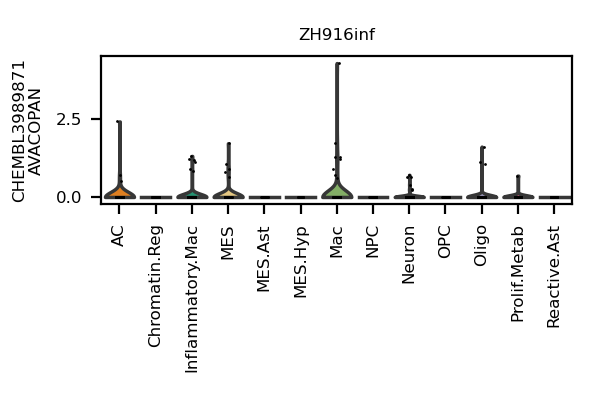 ZH916inf
CHEMBL3989871
AVACOPAN
2.5
0.0
AC
Chromatin.Reg
Inflammatory.Mac
MES
MES.Ast
MES.Hyp
Mac
NPC
Neuron
OPC
Oligo
Prolif.Metab
Reactive.Ast